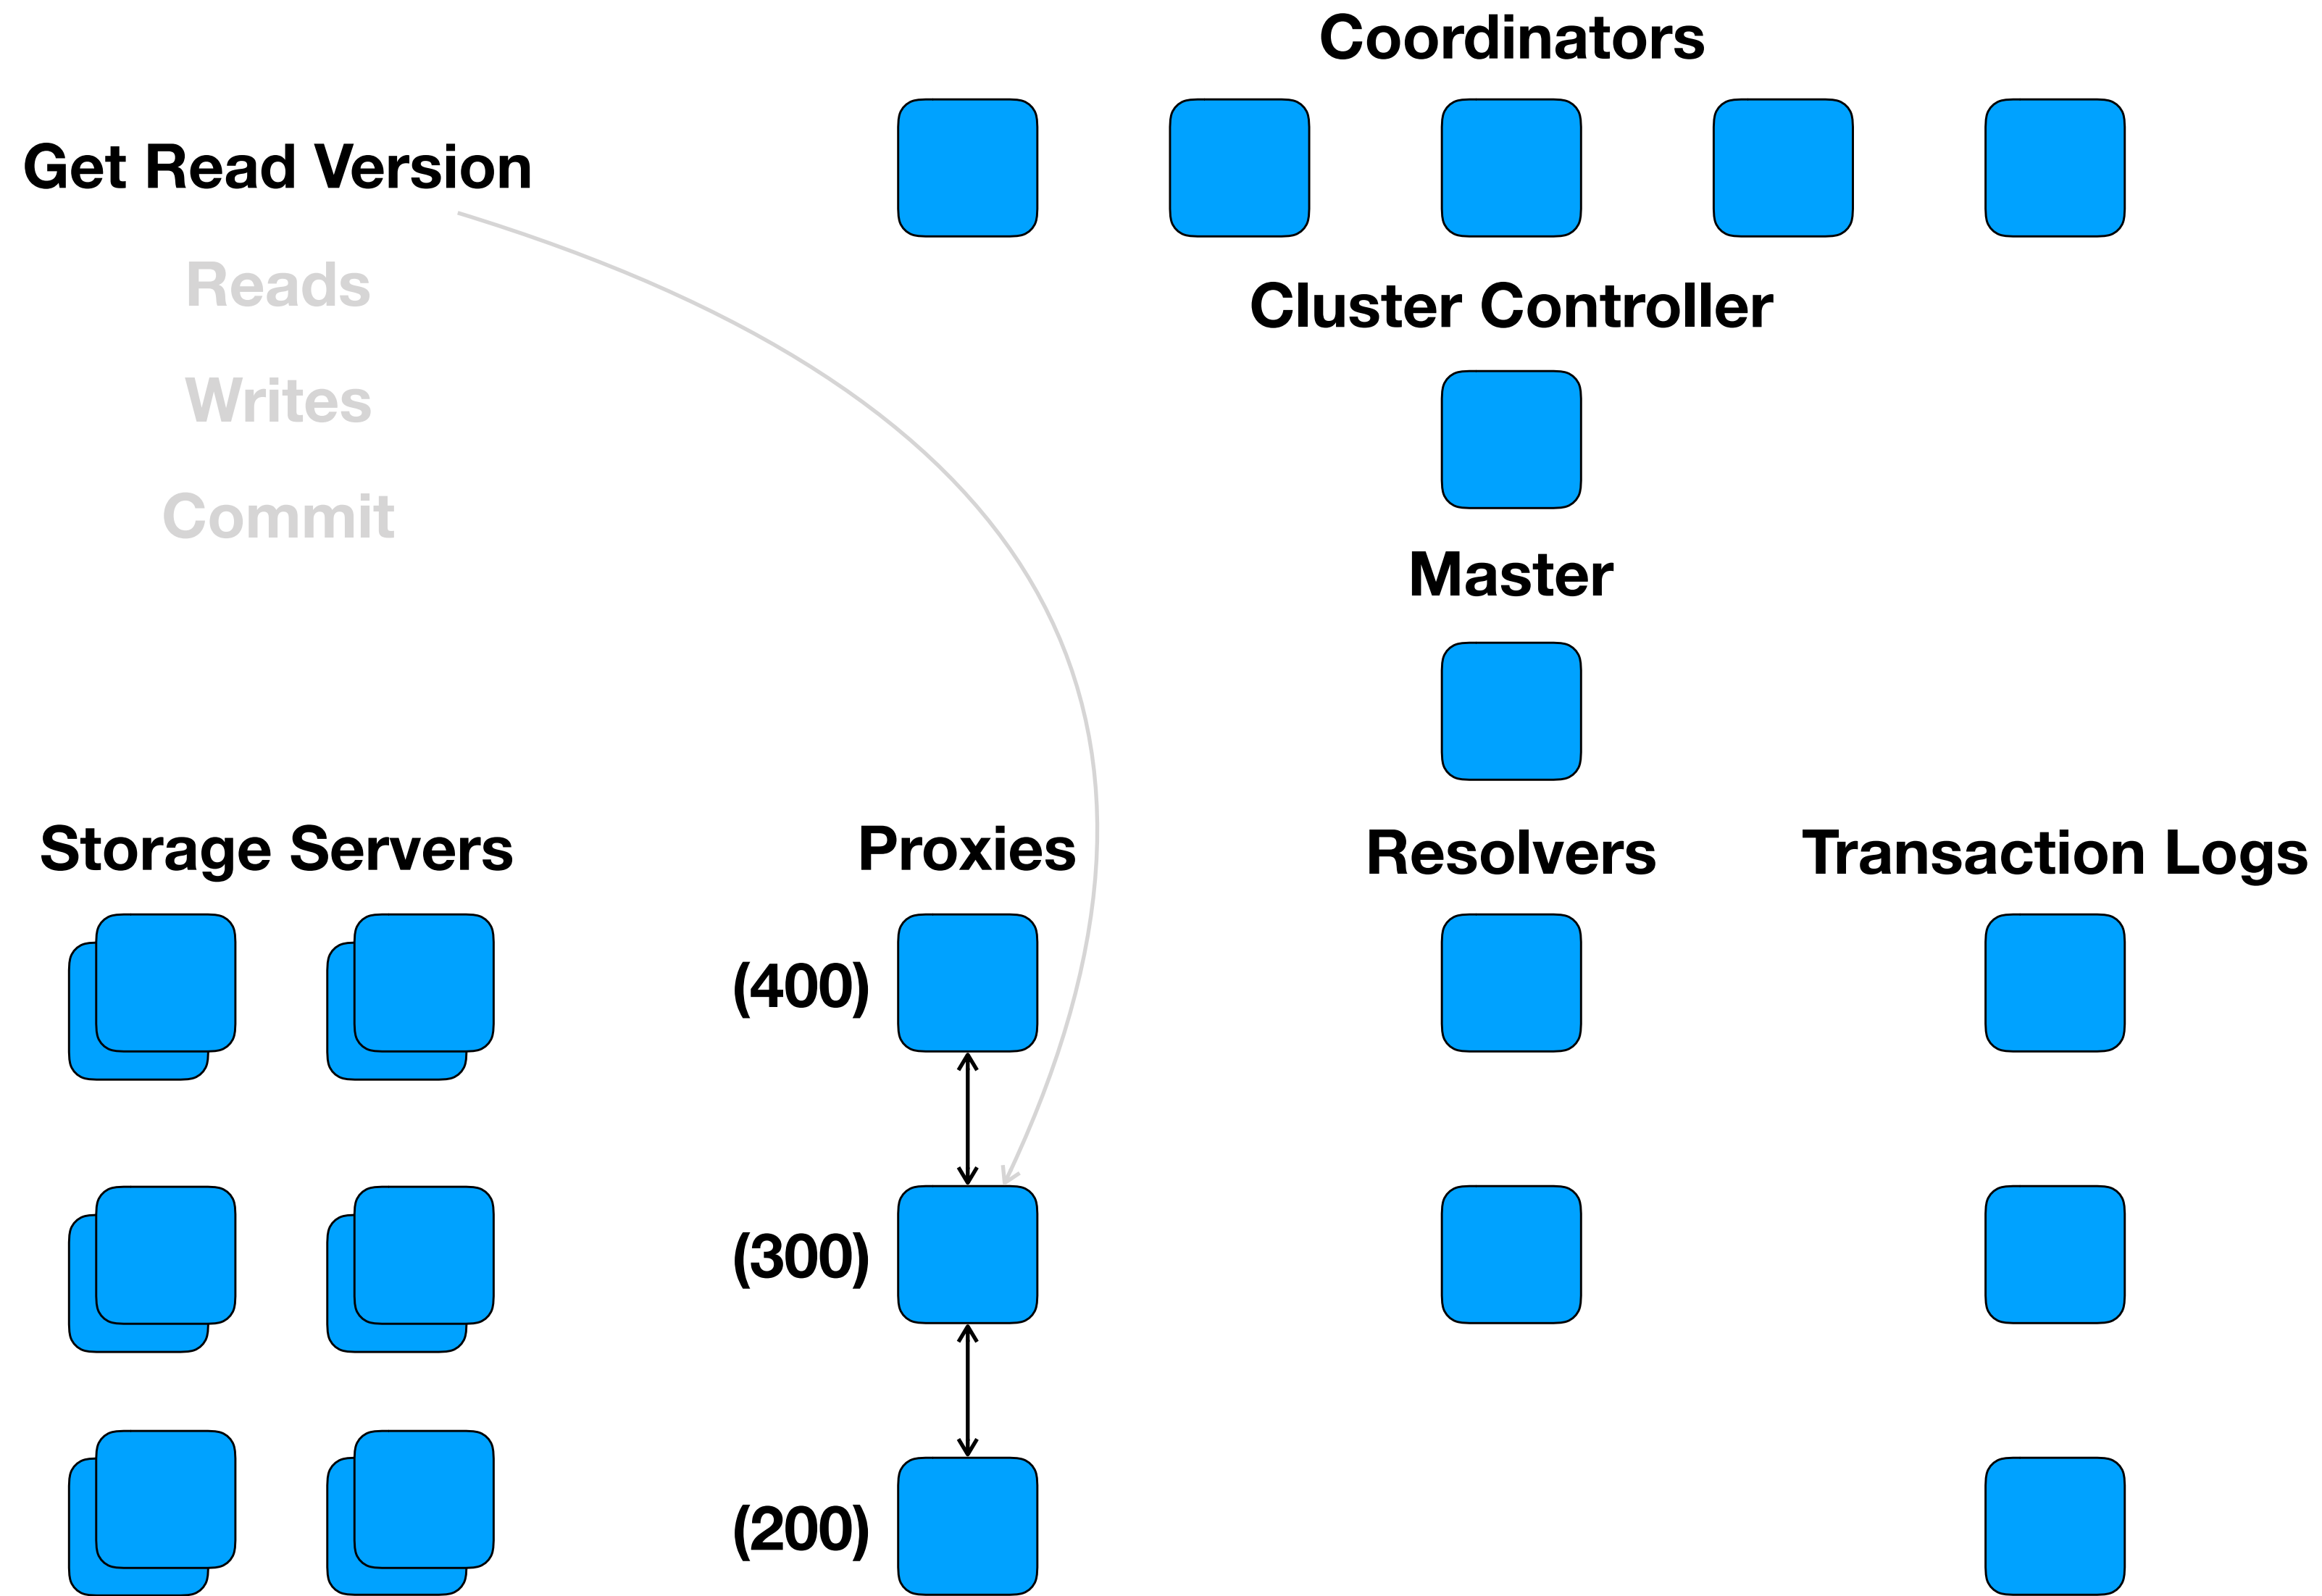 Coordinators
Get Read Version
Reads
Cluster Controller
Writes
Commit
Master
Storage Servers
Proxies
Resolvers
Transaction Logs
(400)
(300)
(200)